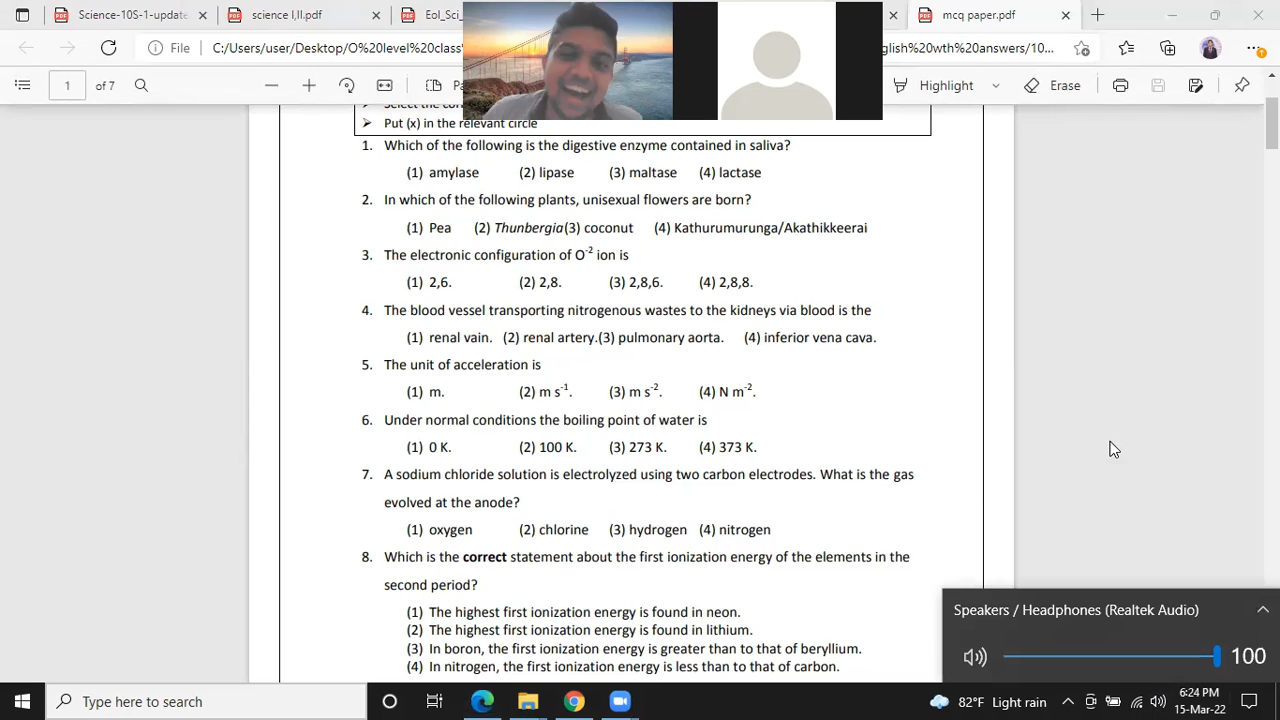 Science-1-update
science I,II.pdf
Ed_Sci
mcq paper.pdf
File
C:/Users/user/Desktop/O%20level%20class
glish%20wth%20answers/10...
1 of 7
Highlight
Erase
Put (x) in the relevant circle
1. Which of the following is the digestive enzyme contained in saliva?
(1) amylase (2) lipase (3) maltase (4) lactase
2. In which of the following plants, unisexual flowers are born?
(1) Pea (2) Thunbergia(3) coconut (4) Kathurumurunga/Akathikkeerai
3. The electronic configuration of O-2 ion is
(1) 2,6. (2) 2,8. (3) 2,8,6. (4) 2,8,8.
4. The blood vessel transporting nitrogenous wastes to the kidneys via blood is the
(1) renal vain. (2) renal artery.(3) pulmonary aorta. (4) inferior vena cava.
5. The unit of acceleration is
(1) m. (2) m s-1. (3) m s-2. (4) N m-2.
6. Under normal conditions the boiling point of water is
(1) 0 K. (2) 100 K. (3) 273 K. (4) 373 K.
7. A sodium chloride solution is electrolyzed using two carbon electrodes. What is the gas
evolved at the anode?
(1) oxygen (2) chlorine (3) hydrogen (4) nitrogen
8. Which is the correct statement about the first ionization energy of the elements in the
second period?
(1) The highest first ionization energy is found in neon.
(2) The highest first ionization energy is found in lithium.
(3) In boron, the first ionization energy is greater than to that of beryllium.
(4) In nitrogen, the first ionization energy is less than to that of carbon.
Speakers / Headphones (Realtek Audio)
100
Type here to search
82°F Light rain
6:24 PM
15-Mar-22